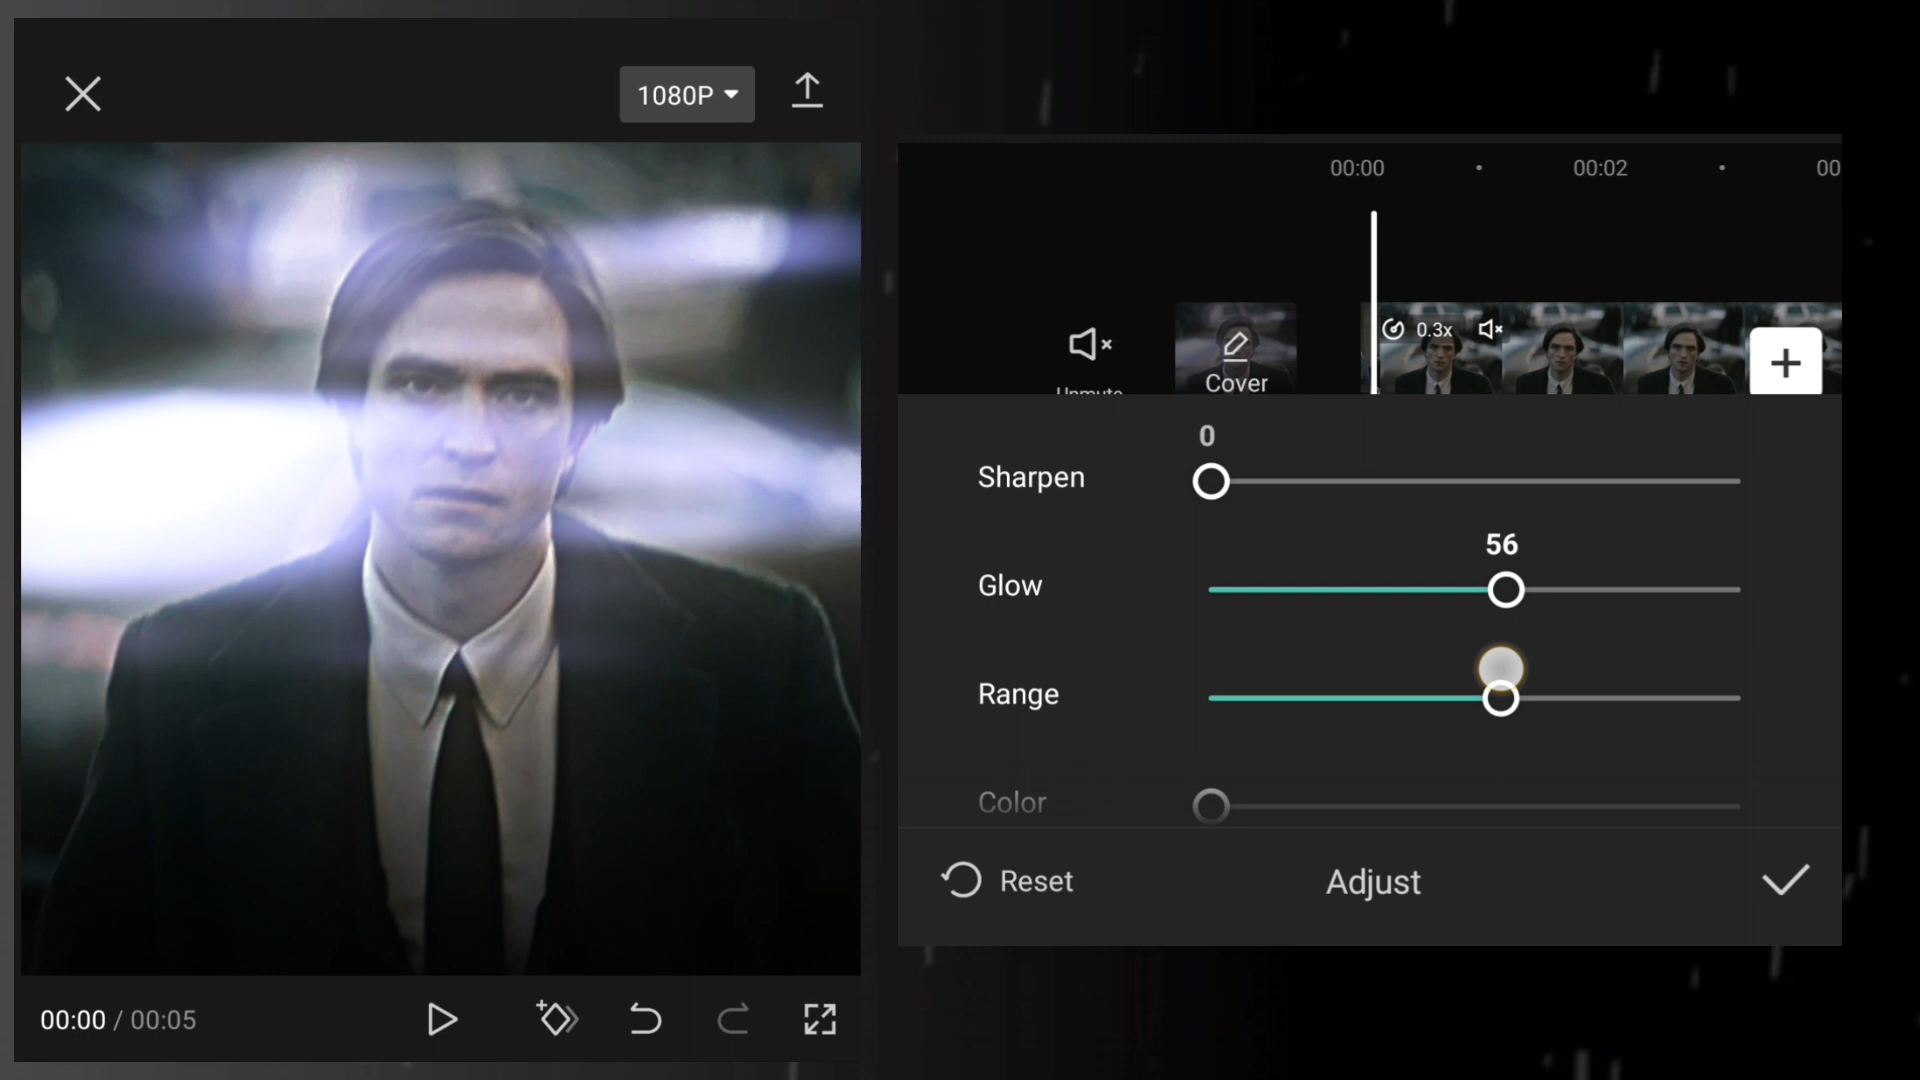 1080P
00:00 / 00:05
00:00 • 00:02 • 00
0.3x
Unmute
Cover
0
Sharpen
56
Glow
Range
Color
Reset
Adjust